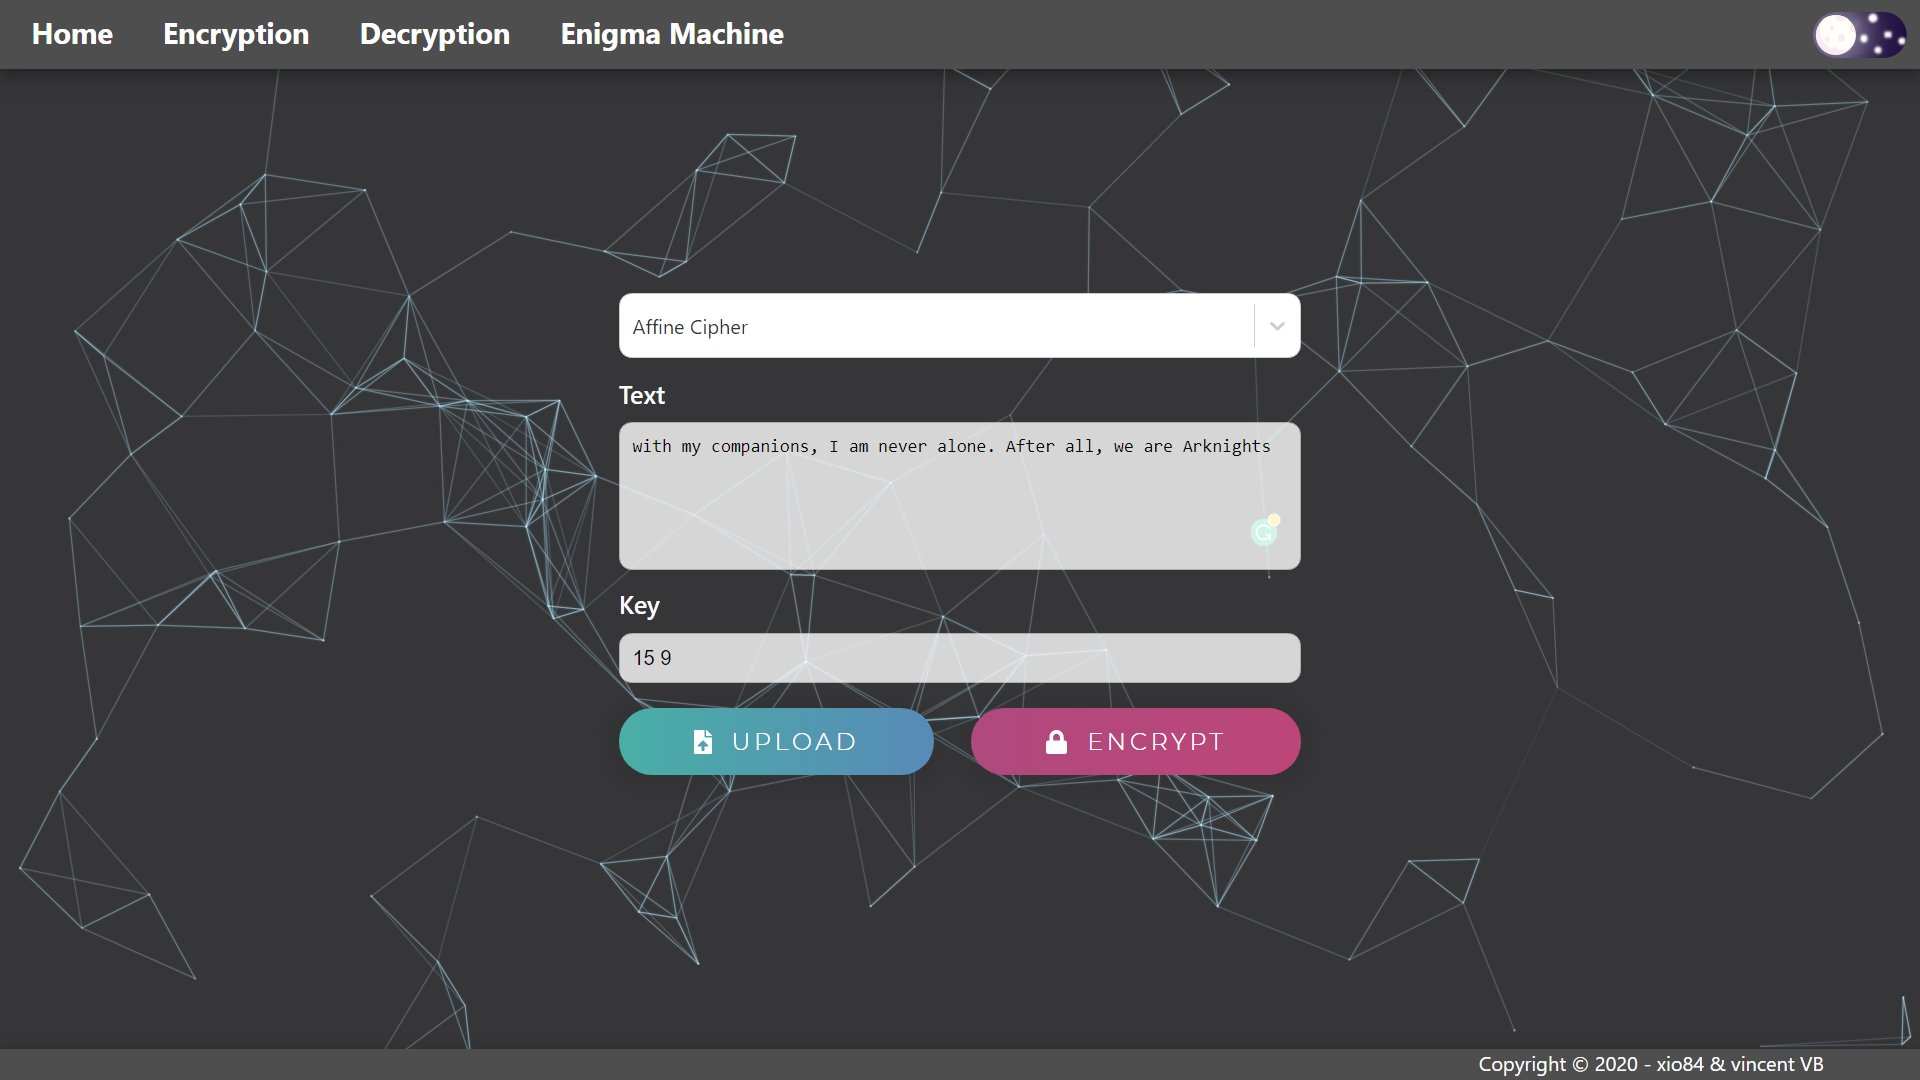 Home Encryption Decryption Enigma Machine
Affine Cipher
Text
with my companions, I am never alone. After all, we are Arknights
Key
15 9
UPLOAD ENCRYPT
Copyright © 2020 - xio84 & vincent VB